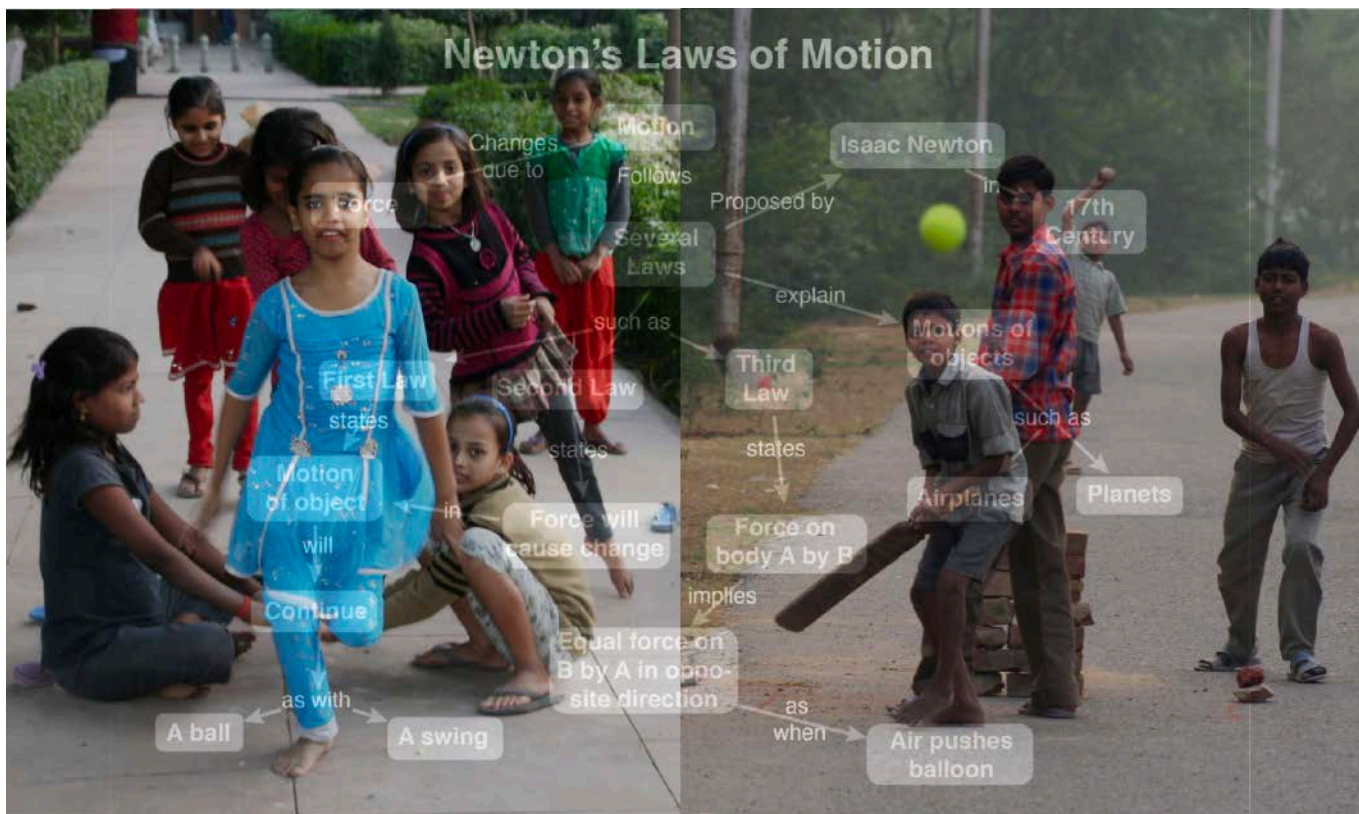 Newton's Laws of Motion
Motion
Isaac Newton
Changes
due to
Follows
in
Force
Proposed by
17th
Century
Several
Laws
explain
such as
Motions of
objects
Third
Law
First Law
Second Law
states
states
states
such as
Motion
of object
in
Airplanes
Planets
Force will
cause change
Force on
body A by B
will
implies
Continue
Equal force on
B by A in oppo-
site direction
as with
as
when
A ball
A swing
Air pushes
balloon